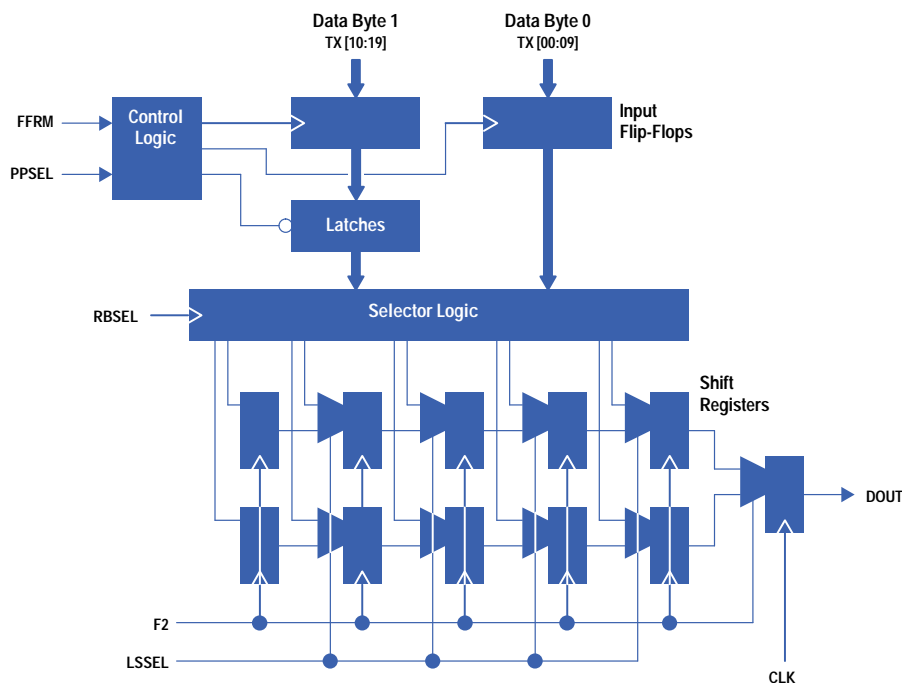 Data Byte 1
TX [10:19]
Data Byte 0
TX [00:09]
FFRM
Control
Logic
Input
Flip-Flops
PPSEL
Latches
RBSEL
Selector Logic
Shift
Registers
DOUT
F2
LSSEL
CLK